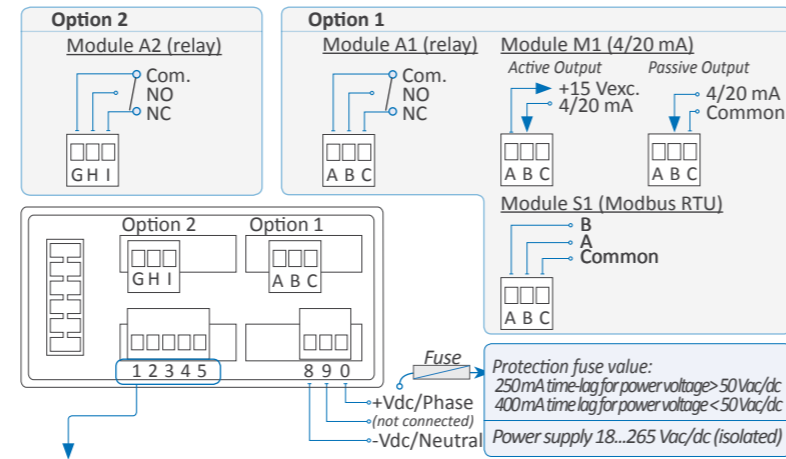 Option 2
Module A2 (relay)
Com.
NO
NC
G H I
Option 1
Module A1 (relay)
Com.
NO
NC
A B C
Module M1 (4/20 mA)
Active Output
+15 Vexc.
4/20 mA
A B C
Passive Output
4/20 mA
Common
A B C
Module S1 (Modbus RTU)
B
A
Common
A B C
Option 2
Option 1
G H I
A B C
1 2 3 4 5
8 9 0
Fuse
+Vdc/Phase
(not connected)
-Vdc/Neutral
Protection fuse value:
250 mA time-lag for power voltage > 50 Vac/dc
400 mA time lag for power voltage < 50 Vac/dc
Power supply 18...265 Vac/dc (isolated)